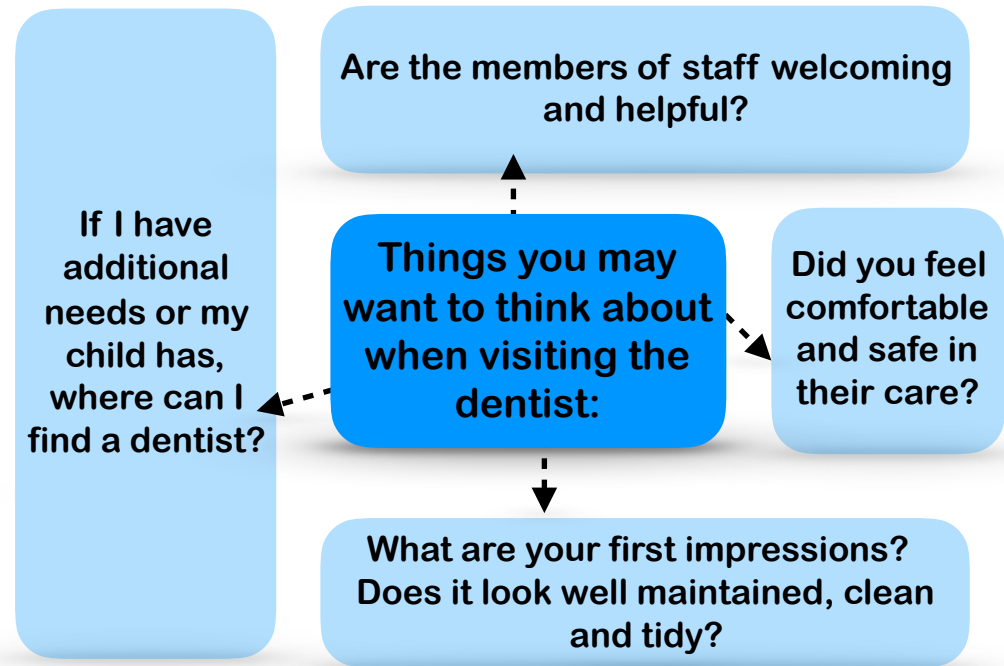 Are the members of staff welcoming
and helpful?
If I have
additional
needs or my
child has,
where can I
find a dentist?
Things you may
want to think about
when visiting the
dentist:
Did you feel
comfortable
and safe in
their care?
What are your first impressions?
Does it look well maintained, clean
and tidy?